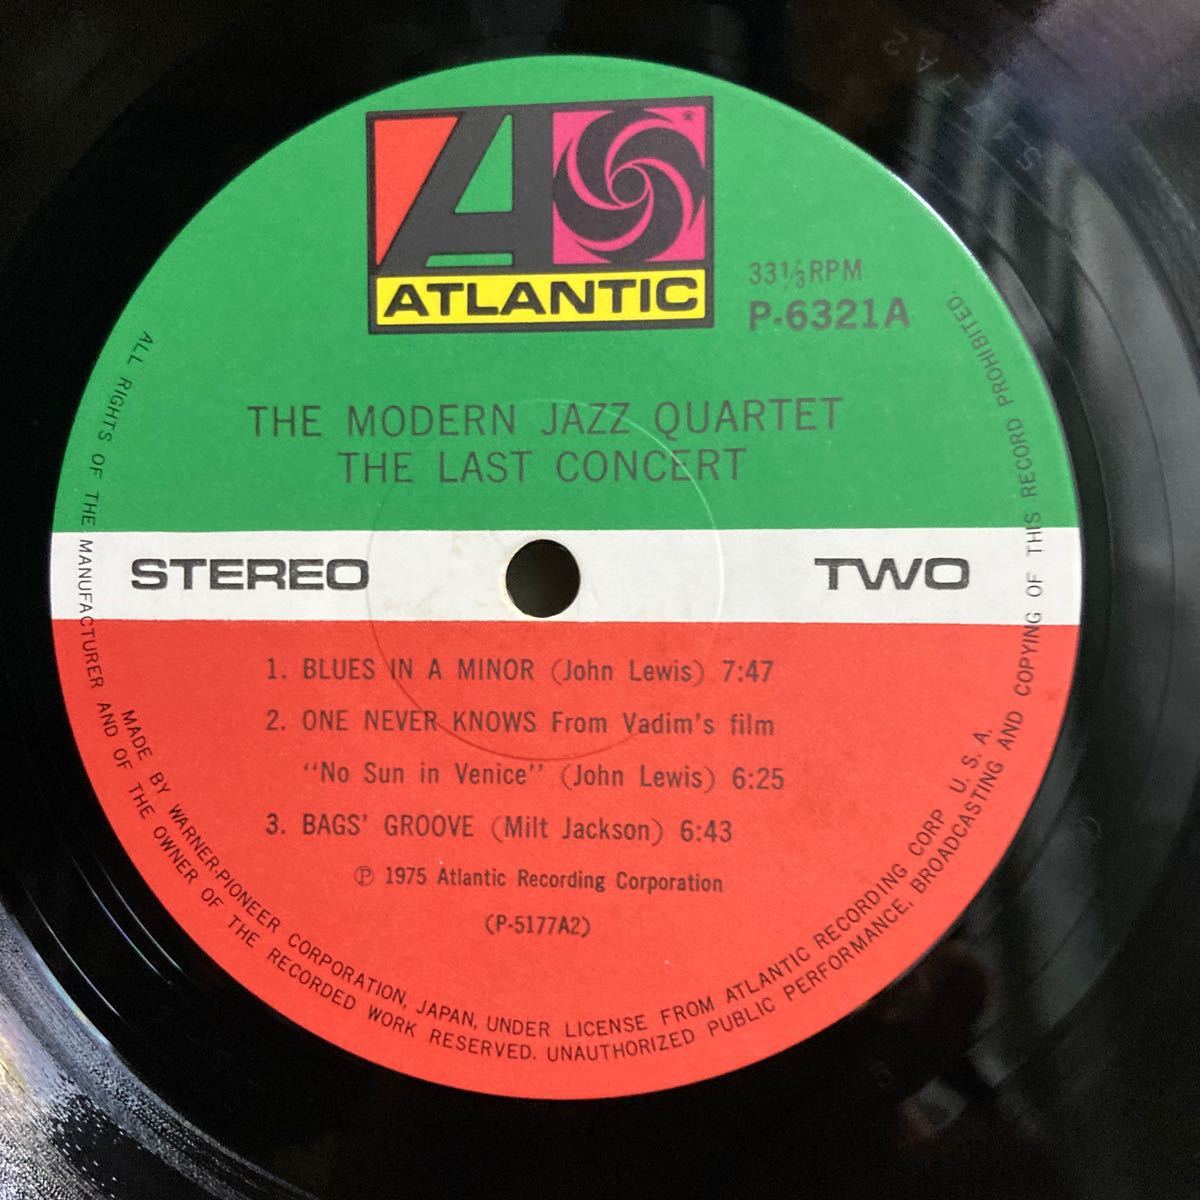 ATLANTIC
33⅓ RPM
P-6321A
THE MODERN JAZZ QUARTET
THE LAST CONCERT
STEREO
TWO
1. BLUES IN A MINOR (John Lewis) 7:47
2. ONE NEVER KNOWS From Vadim's film
"No Sun in Venice" (John Lewis) 6:25
3. BAGS' GROOVE (Milt Jackson) 6:43
℗ 1975 Atlantic Recording Corporation
(P-5177A2)
MADE BY WARNER-PIONEER CORPORATION, JAPAN, UNDER LICENSE FROM ATLANTIC RECORDING CORP U. S. A.
ALL RIGHTS OF THE MANUFACTURER AND OF THE OWNER OF THE RECORDED WORK RESERVED. UNAUTHORIZED PUBLIC PERFORMANCE, BROADCASTING AND COPYING OF THIS RECORD PROHIBITED.